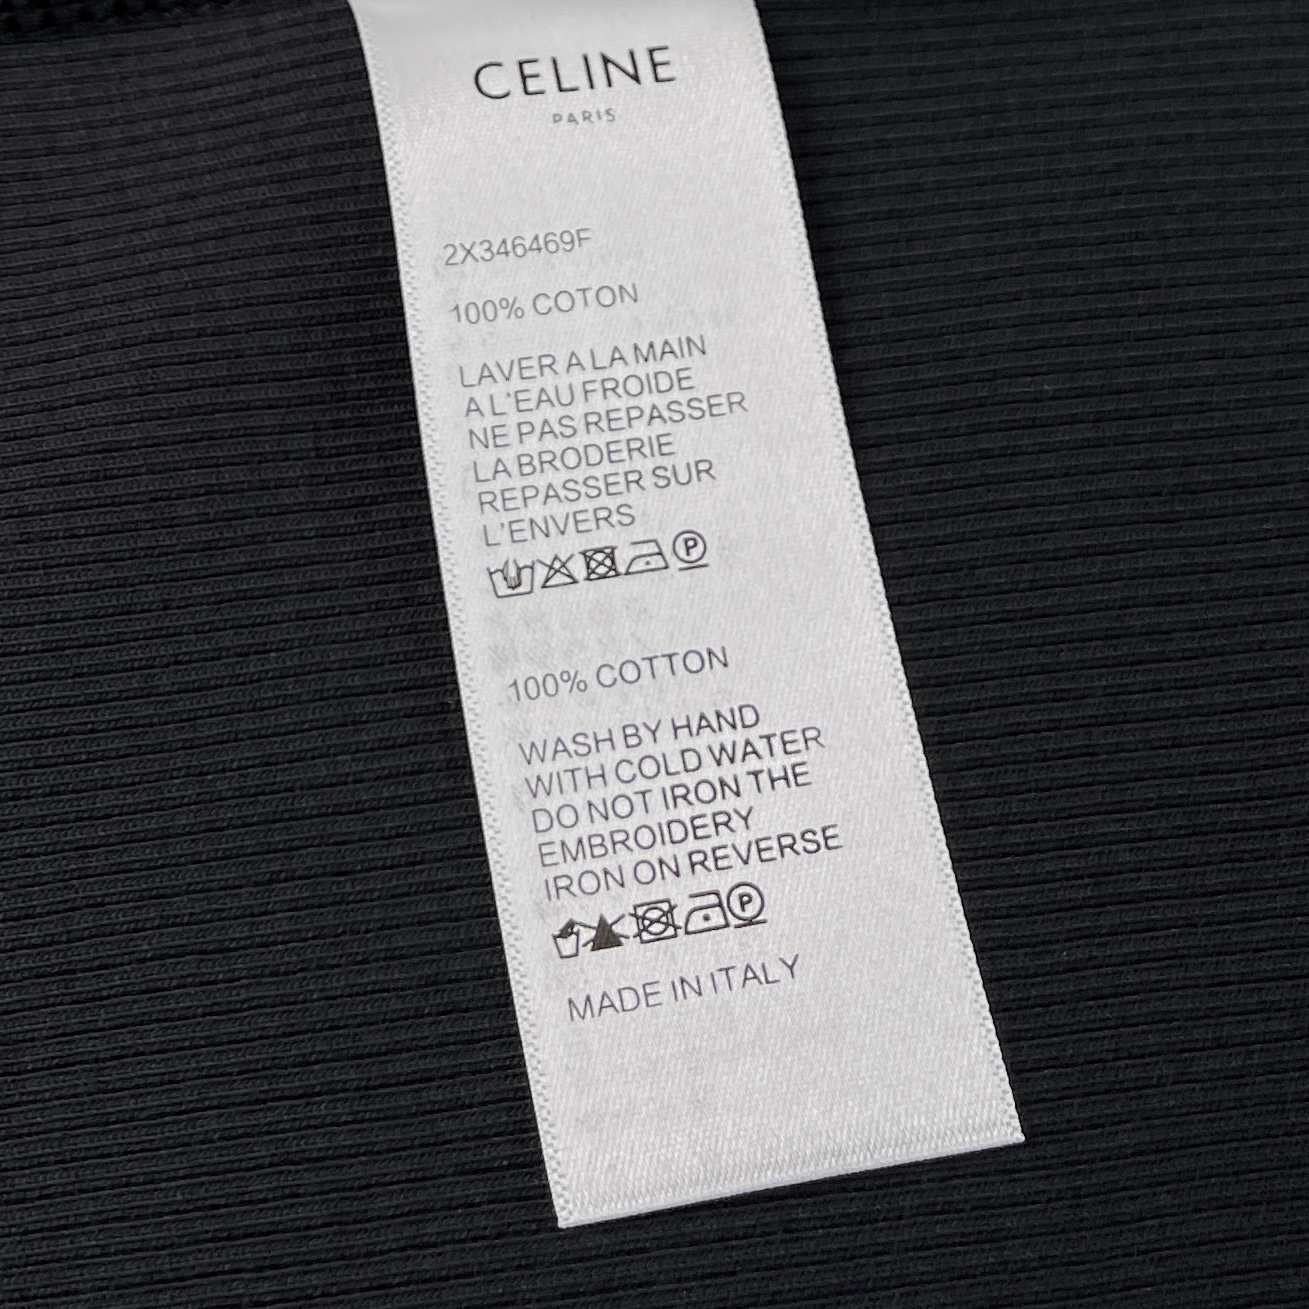 CELINE
PARIS
2X346469F
100% COTON
LAVER A LA MAIN
A L'EAU FROIDE
NE PAS REPASSER
LA BRODERIE
REPASSER SUR
L'ENVERS
P
100% COTTON
WASH BY HAND
WITH COLD WATER
DO NOT IRON THE
EMBROIDERY
IRON ON REVERSE
P
MADE IN ITALY